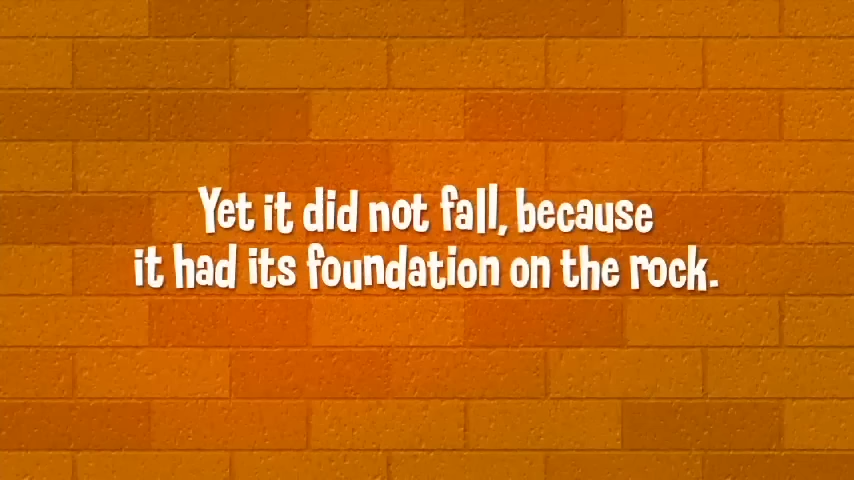 Yet it did not fall, because
it had its foundation on the rock.